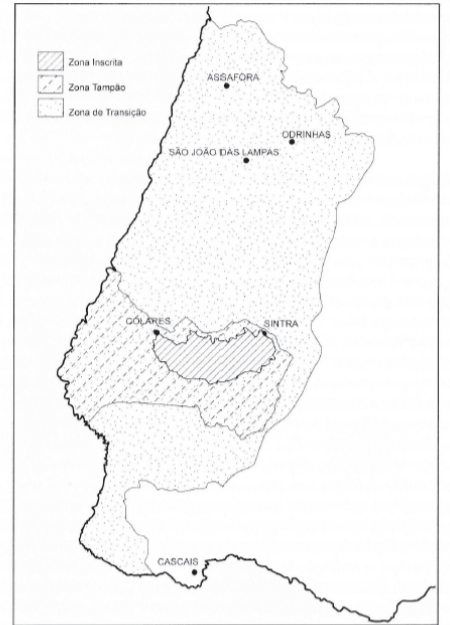 Zona Inscrita
Zona Tampão
Zona de Transição
ASSAFORA
ODRINHAS
SÃO JOÃO DAS LAMPAS
COLARES
SINTRA
CASCAIS